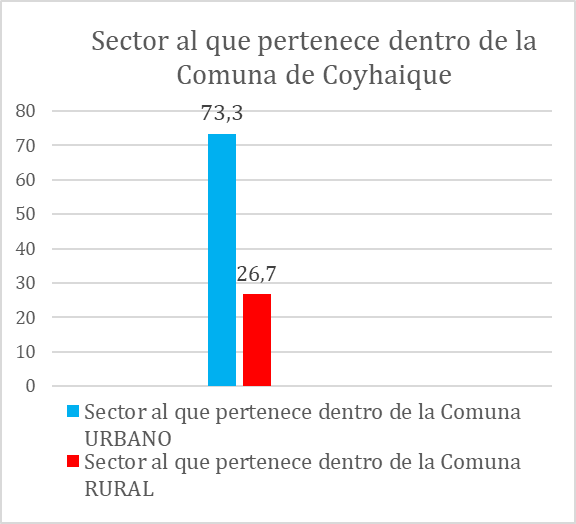 Sector al que pertenece dentro de la
Comuna de Coyhaique
80
70
60
50
40
30
20
10
0
73,3
26,7
Sector al que pertenece dentro de la Comuna
URBANO
Sector al que pertenece dentro de la Comuna
RURAL